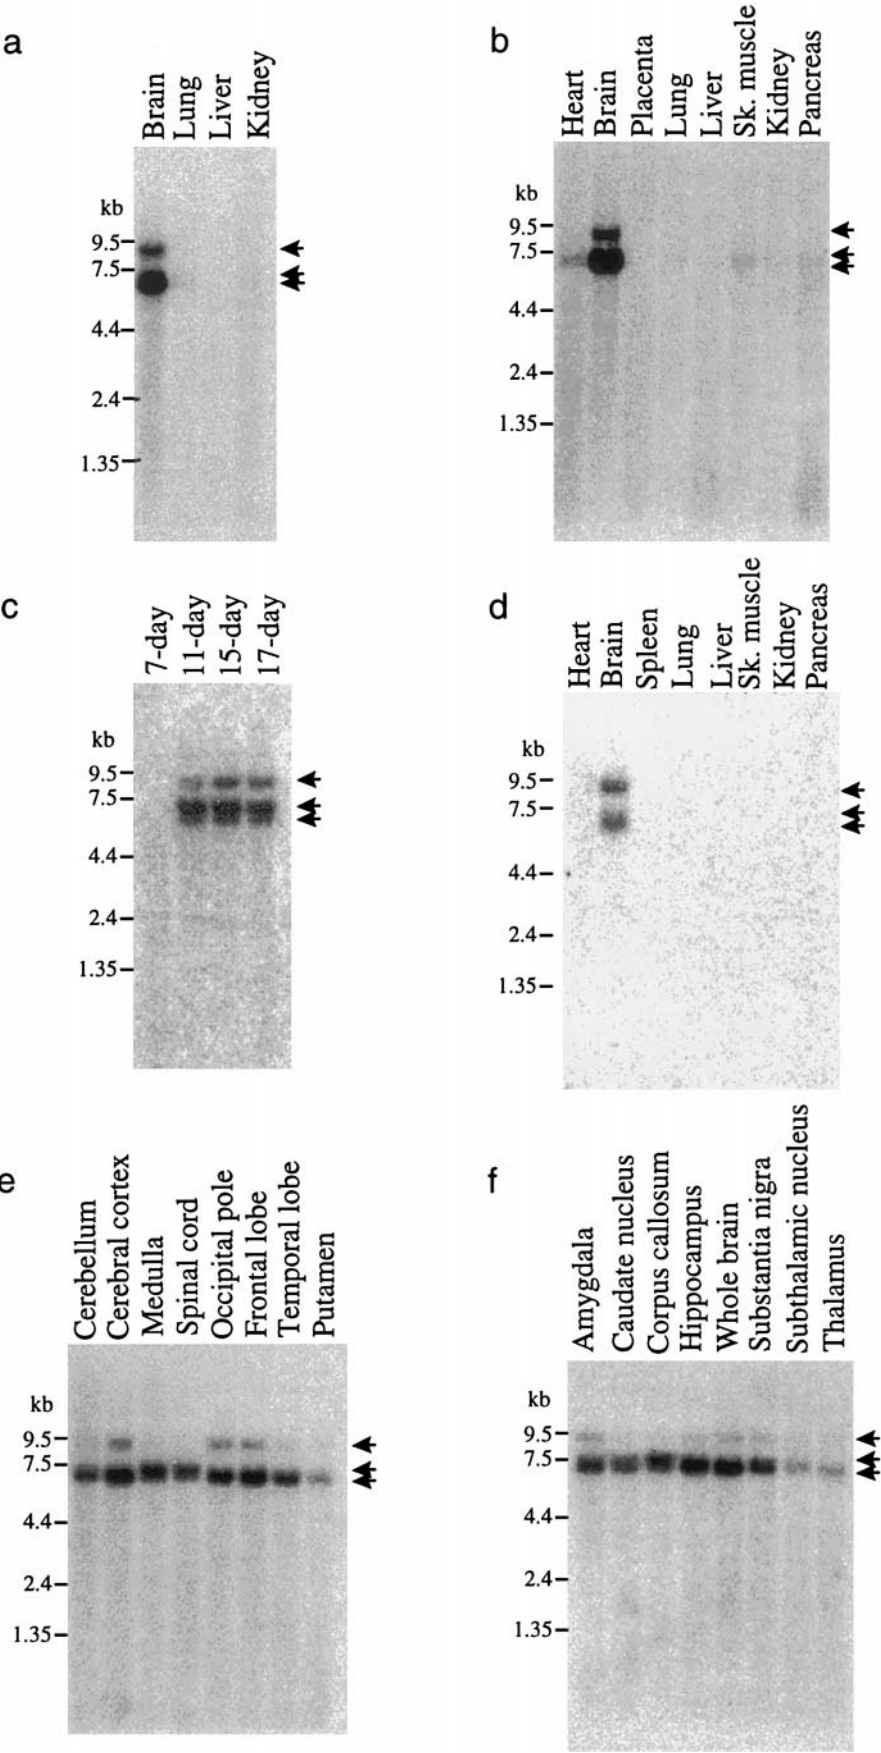 a
Brain
Lung
Liver
Kidney
kb
9.5
7.5
4.4
2.4
1.35
b
Heart
Brain
Placenta
Lung
Liver
Sk. muscle
Kidney
Pancreas
kb
9.5
7.5
4.4
2.4
1.35
c
7-day
11-day
15-day
17-day
kb
9.5
7.5
4.4
2.4
1.35
d
Heart
Brain
Spleen
Lung
Liver
Sk. muscle
Kidney
Pancreas
kb
9.5
7.5
4.4
2.4
1.35
e
Cerebellum
Cerebral cortex
Medulla
Spinal cord
Occipital pole
Frontal lobe
Temporal lobe
Putamen
kb
9.5
7.5
4.4
2.4
1.35
f
Amygdala
Caudate nucleus
Corpus callosum
Hippocampus
Whole brain
Substantia nigra
Subthalamic nucleus
Thalamus
kb
9.5
7.5
4.4
2.4
1.35